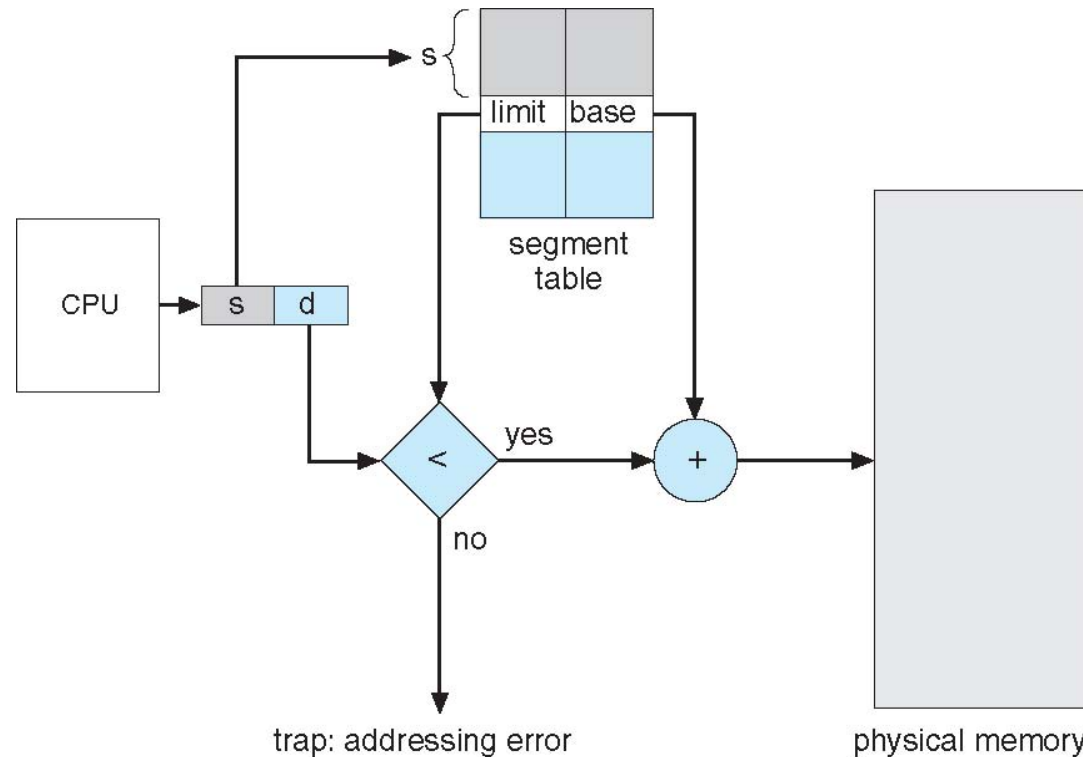 s
limit base
segment
table
CPU
s d
<
yes
+
no
trap: addressing error
physical memory